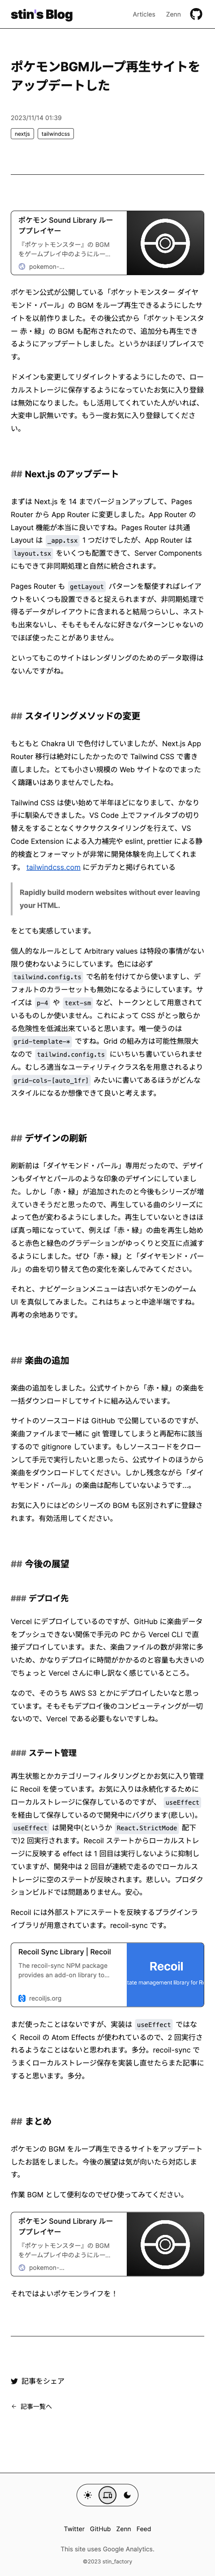 stin's Blog
Articles
Zenn
ポケモンBGMループ再生サイトを
アップデートした
2023/11/14 01:39
nextjs
tailwindcss
ポケモン Sound Library ルー
ププレイヤー
『ポケットモンスター』の BGM
をゲームプレイ中のようにルー...
pokemon-...
ポケモン公式が公開している「ポケットモンスター ダイヤ
モンド・パール」の BGM をループ再生できるようにしたサ
イトを以前作りました。その後公式から「ポケットモンスタ
ー 赤・緑」の BGM も配布されたので、追加分も再生でき
るようにアップデートしました。というかほぼリプレイスで
す。
ドメインも変更してリダイレクトするようにしたので、ロー
カルストレージに保存するようになっていたお気に入り登録
は無効になりました。もし活用してくれていた人がいれば、
大変申し訳無いです。もう一度お気に入り登録してくださ
い。
## Next.js のアップデート
まずは Next.js を 14 までバージョンアップして、Pages
Router から App Router に変更しました。App Router の
Layout 機能が本当に良いですね。Pages Router は共通
Layout は _app.tsx 1 つだけでしたが、App Router は
layout.tsx をいくつも配置できて、Server Components
にもできて非同期処理と自然に統合されます。
Pages Router も getLayout パターンを駆使すればレイア
ウトをいくつも設置できると捉えられますが、非同期処理で
得るデータがレイアウトに含まれると結局つらいし、ネスト
も出来ないし、そもそもそんなに好きなパターンでないの
でほぼ使ったことがありません。
といってもこのサイトはレンダリングのためのデータ取得は
ないんですがね。
## スタイリングメソッドの変更
もともと Chakra UI で色付けしていましたが、Next.js App
Router 移行は絶対にしたかったので Tailwind CSS で書き
直しました。とても小さい規模の Web サイトなのでまった
く躊躇いはありませんでしたね。
Tailwind CSS は使い始めて半年ほどになりまして、かなり
手に馴染んできました。VS Code 上でファイルタブの切り
替えをすることなくサクサクスタイリングを行えて、VS
Code Extension による入力補完や eslint, prettier による静
的検査とフォーマットが非常に開発体験を向上してくれま
す。 tailwindcss.com にデカデカと掲げられている
Rapidly build modern websites without ever leaving
your HTML.
をとても実感しています。
個人的なルールとして Arbitrary values は特段の事情がない
限り使わないようにしています。色には必ず
tailwind.config.ts で名前を付けてから使いますし、デ
フォルトのカラーセットも無効になるようにしています。サ
イズは p-4 や text-sm など、トークンとして用意されて
いるものしか使いません。これによって CSS がとっ散らか
る危険性を低減出来ていると思います。唯一使うのは
grid-template-* ですね。Grid の組み方は可能性無限大
なので tailwind.config.ts にいちいち書いていられませ
ん。むしろ適当なユーティリティクラス名を用意されるより
grid-cols-[auto_1fr] みたいに書いてあるほうがどんな
スタイルになるか想像できて良いと考えます。
## デザインの刷新
刷新前は「ダイヤモンド・パール」専用だったので、デザイ
ンもダイヤとパールのような印象のデザインにしていまし
た。しかし「赤・緑」が追加されたのと今後もシリーズが増
えていきそうだと思ったので、再生している曲のシリーズに
よって色が変わるようにしました。再生していないときはほ
ぼ真っ暗になっていて、例えば「赤・緑」の曲を再生し始め
ると赤色と緑色のグラデーションがゆっくりと交互に点滅す
るようにしました。ぜひ「赤・緑」と「ダイヤモンド・パー
ル」の曲を切り替えて色の変化を楽しんでみてください。
それと、ナビゲーションメニューは古いポケモンのゲーム
UI を真似してみました。これはちょっと中途半端ですね。
再考の余地ありです。
## 楽曲の追加
楽曲の追加をしました。公式サイトから「赤・緑」の楽曲を
一括ダウンロードしてサイトに組み込んでいます。
サイトのソースコードは GitHub で公開しているのですが、
楽曲ファイルまで一緒に git 管理してしまうと再配布に該当
するので gitignore しています。もしソースコードをクロー
ンして手元で実行したいと思ったら、公式サイトのほうから
楽曲をダウンロードしてください。しかし残念ながら「ダイ
ヤモンド・パール」の楽曲は配布していないようです...。
お気に入りにはどのシリーズの BGM も区別されずに登録さ
れます。有効活用してください。
## 今後の展望
### デプロイ先
Vercel にデプロイしているのですが、GitHub に楽曲データ
をプッシュできない関係で手元の PC から Vercel CLI で直
接デプロイしています。また、楽曲ファイルの数が非常に多
いため、かなりデプロイに時間がかかるのと容量も大きいの
でちょっと Vercel さんに申し訳なく感じているところ。
なので、そのうち AWS S3 とかにデプロイしたいなと思っ
ています。そもそもデプロイ後のコンピューティングが一切
ないので、Vercel である必要もないですしね。
### ステート管理
再生状態とかカテゴリーフィルタリングとかお気に入り管理
に Recoil を使っています。お気に入りは永続化するために
ローカルストレージに保存しているのですが、 useEffect
を経由して保存しているので開発中にバグります(悲しい)。
useEffect は開発中(というか React.StrictMode 配下
で)2 回実行されます。Recoil ステートからローカルストレー
ジに反映する effect は 1 回目は実行しないように抑制し
ていますが、開発中は 2 回目が連続で走るのでローカルス
トレージに空のステートが反映されます。悲しい。プロダク
ションビルドでは問題ありません。安心。
Recoil には外部ストアにステートを反映するプラグインラ
イブラリが用意されています。recoil-sync です。
Recoil Sync Library | Recoil
The recoil-sync NPM package
provides an add-on library to...
recoiljs.org
Recoil
まだ使ったことはないですが、実装は useEffect ではな
く Recoil の Atom Effects が使われているので、2 回実行さ
れるようなことはないと思われます。多分。recoil-sync で
うまくローカルストレージ保存を実装し直せたらまた記事に
すると思います。多分。
## まとめ
ポケモンの BGM をループ再生できるサイトをアップデート
したお話をしました。今後の展望は気が向いたら対応しま
す。
作業 BGM として便利なのでぜひ使ってみてください。
ポケモン Sound Library ルー
ププレイヤー
『ポケットモンスター』の BGM
をゲームプレイ中のようにルー...
pokemon-...
それではよいポケモンライフを！
記事をシェア
← 記事一覧へ
Twitter GitHub Zenn Feed
This site uses Google Analytics.
©2023 stin_factory